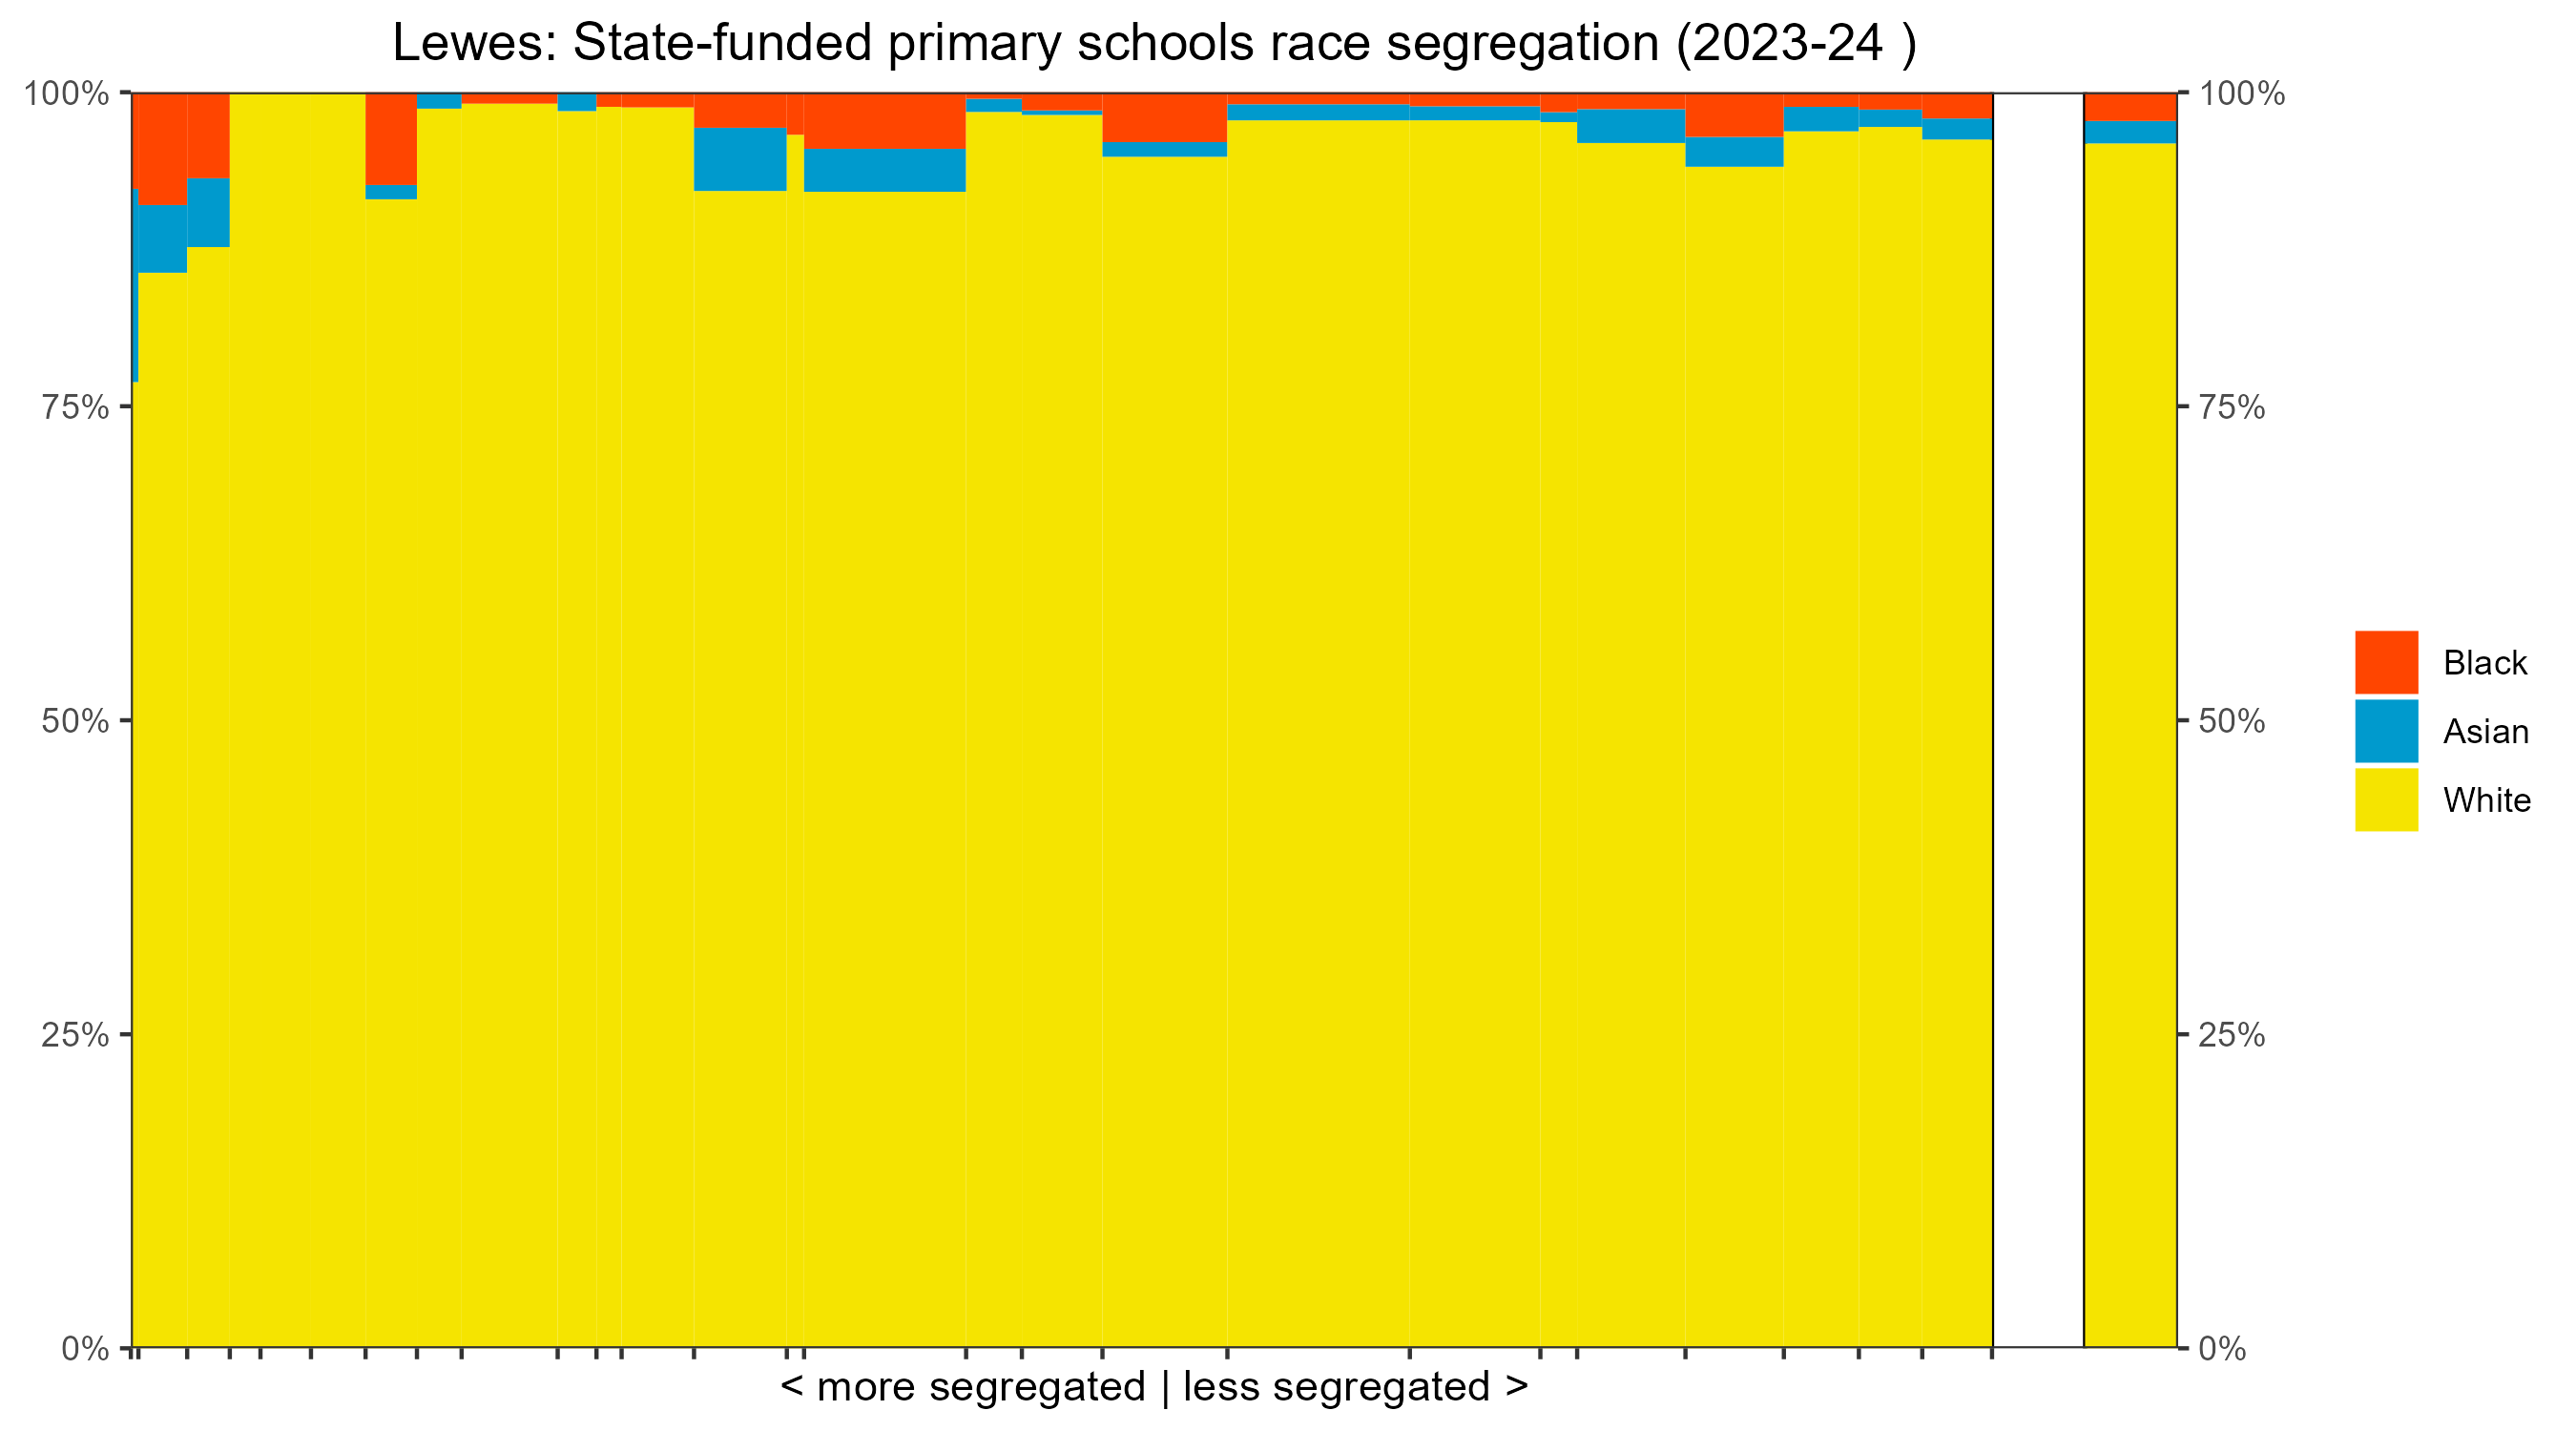 Lewes: State-funded primary schools race segregation (2023-24 )
100%
75%
50%
25%
0%
100%
75%
50%
25%
0%
Black
Asian
White
< more segregated | less segregated >